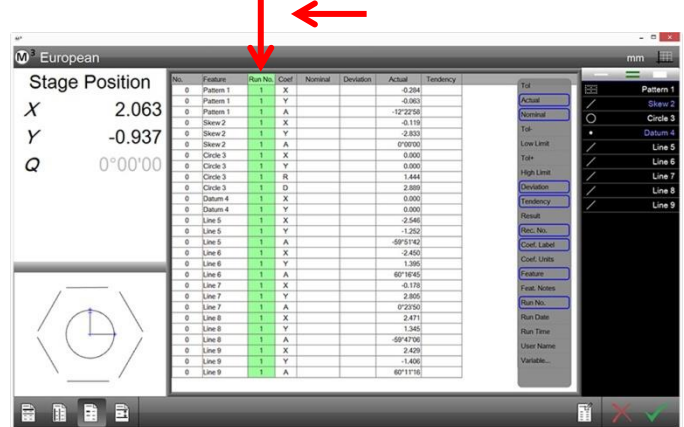 M³ European
mm
Stage Position
X 2.063
Y -0.937
Q 0°00'00
No. Feature Run No. Coef Nominal Deviation Actual Tendency
0 Pattern 1 1 X -0.284
0 Pattern 1 1 Y -0.063
0 Pattern 1 1 A -12°22'58
0 Skew 2 1 X -0.119
0 Skew 2 1 Y -2.833
0 Skew 2 1 A 0°00'00
0 Circle 3 1 X 0.000
0 Circle 3 1 Y 0.000
0 Circle 3 1 R 1.444
0 Circle 3 1 D 2.889
0 Datum 4 1 X 0.000
0 Datum 4 1 Y 0.000
0 Line 5 1 X -2.546
0 Line 5 1 Y -1.252
0 Line 5 1 A -59°51'42
0 Line 6 1 X -2.450
0 Line 6 1 Y 1.395
0 Line 6 1 A 60°16'45
0 Line 7 1 X -0.178
0 Line 7 1 Y 2.805
0 Line 7 1 A 0°23'50
0 Line 8 1 X 2.471
0 Line 8 1 Y 1.345
0 Line 8 1 A -59°47'06
0 Line 9 1 X 2.429
0 Line 9 1 Y -1.406
0 Line 9 1 A 60°11'16
Tol
Actual
Nominal
Tol-
Low Limit
Tol+
High Limit
Deviation
Tendency
Result
Rec. No.
Coef. Label
Coef. Units
Feature
Feat. Notes
Run No.
Run Date
Run Time
User Name
Variable...
Pattern 1
Skew 2
Circle 3
Datum 4
Line 5
Line 6
Line 7
Line 8
Line 9